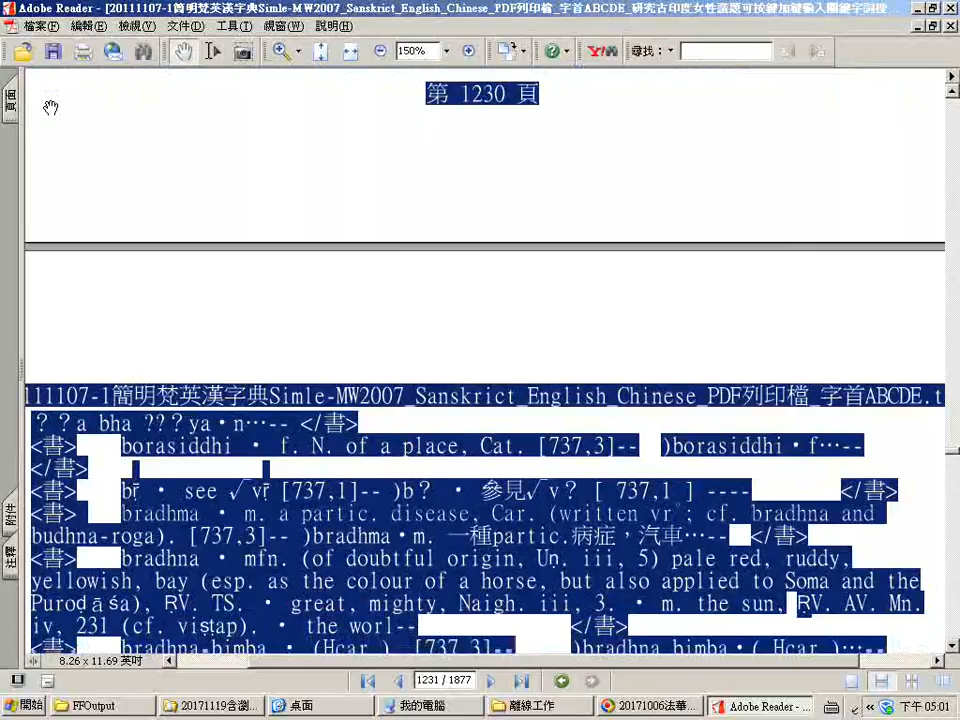 Adobe Reader - [20111107-1簡明梵英漢字典Simle-MW2007_Sanskrict_English_Chinese_PDF列印檔_字首ABCDE_研究古印度女性議題可按鍵加鍵輸入關鍵字詞搜...
檔案(F) 編輯(E) 檢視(V) 文件(D) 工具(T) 視窗(W) 說明(H)
150% 尋找:
頁面
第 1230 頁
111107-1簡明梵英漢字典Simle-MW2007_Sanskrict_English_Chinese_PDF列印檔_字首ABCDE.t
？？a bha ???ya·n…-- </書>
<書> borasiddhi · f. N. of a place, Cat. [737,3]-- )borasiddhi·f…--
</書>
<書> bṝ · see √vṝ [737,1]-- )b？ · 參見√v？ [ 737,1 ] ---- </書>
<書> bradhma · m. a partic. disease, Car. (written vr°; cf. bradhna and
budhna-roga). [737,3]-- )bradhma·m. 一種partic.病症，汽車…-- </書>
<書> bradhna · mfn. (of doubtful origin, Uṇ. iii, 5) pale red, ruddy,
yellowish, bay (esp. as the colour of a horse, but also applied to Soma and the
Puroḍāśa), ṚV. TS. · great, mighty, Naigh. iii, 3. · m. the sun, ṚV. AV. Mn.
iv, 231 (cf. viṣṭap). · the worl-- </書>
<書> bradhna-bimba · (Hcar.) [737,3]-- )bradhna bimba·( Hcar )…--
附件
注釋
8.26 x 11.69 英吋
1231 / 1877
開始 FFOutput 20171119含瀏... 桌面 我的電腦 離線工作 20171006法華... Adobe Reader - ... 下午 05:01